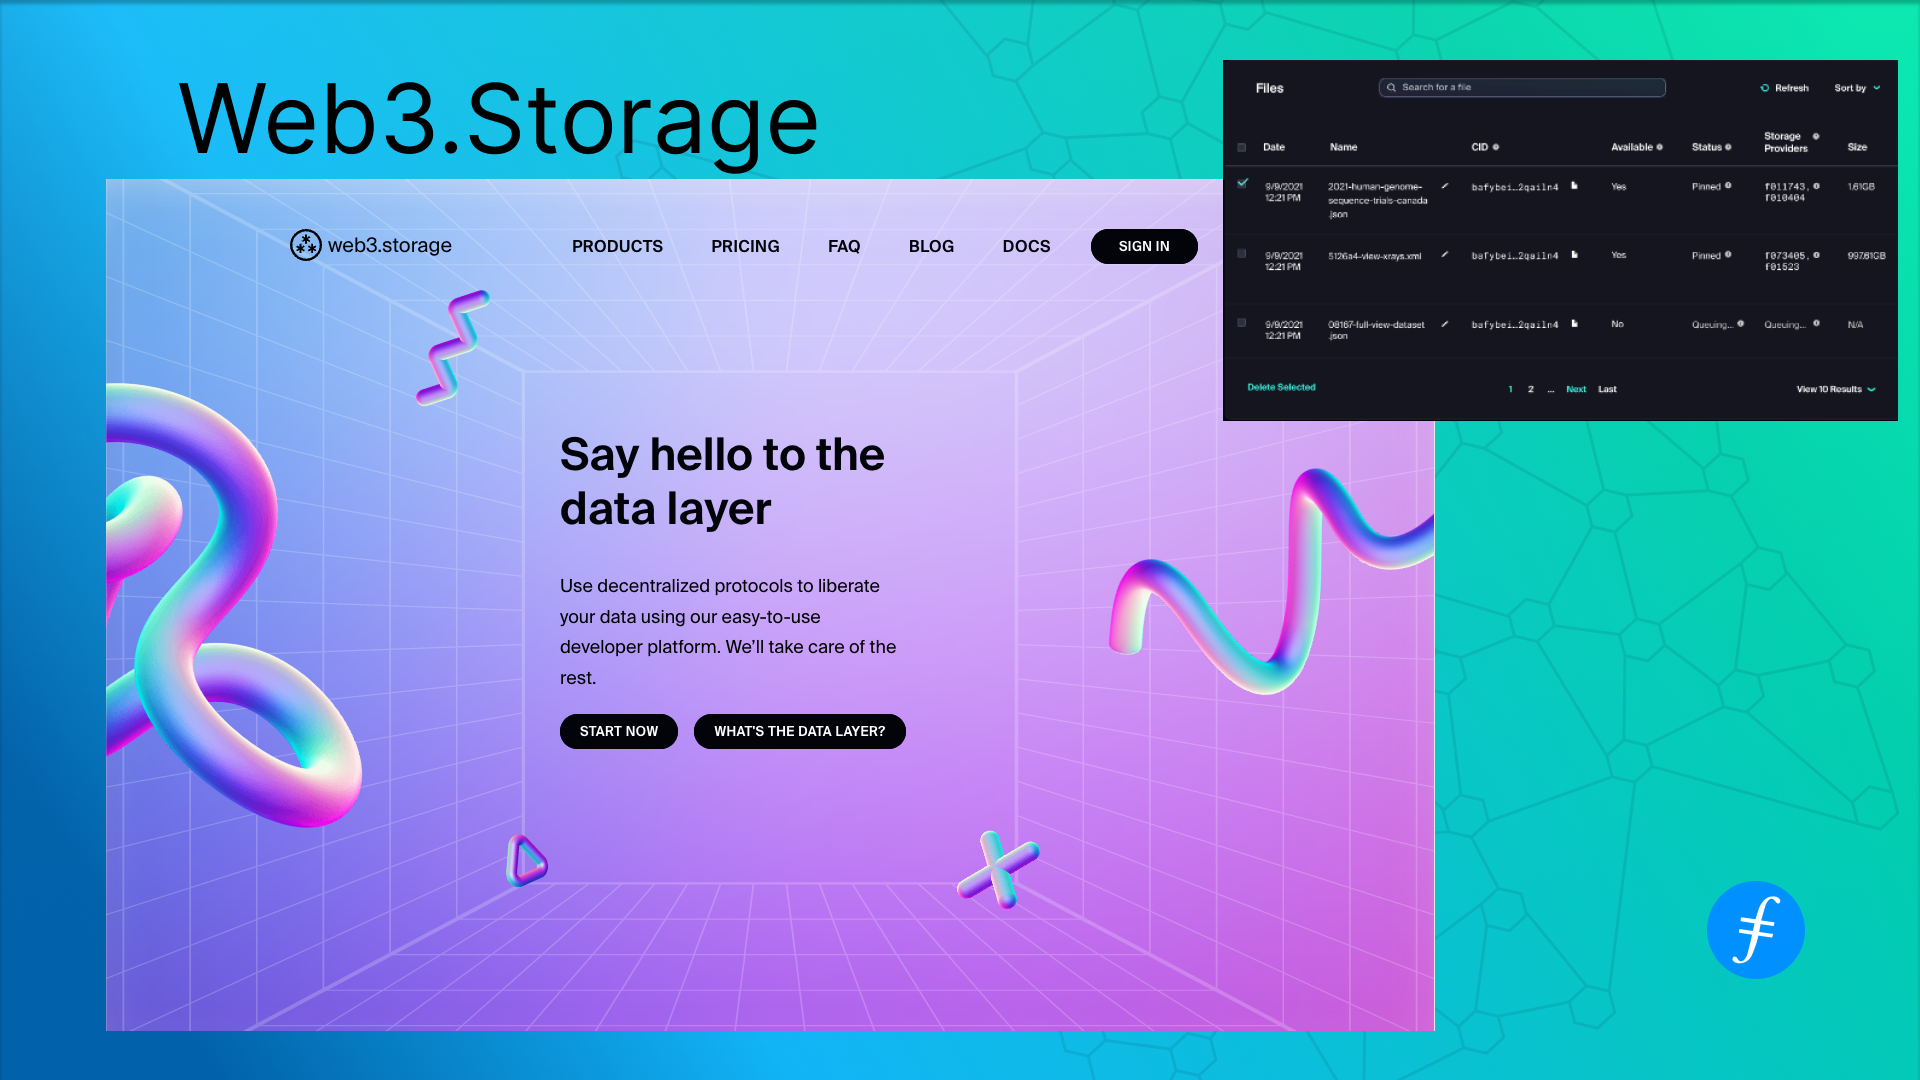 Web3.Storage
web3.storage
PRODUCTS
PRICING
FAQ
BLOG
DOCS
SIGN IN
Say hello to the
data layer
Use decentralized protocols to liberate
your data using our easy-to-use
developer platform. We'll take care of the
rest.
START NOW
WHAT'S THE DATA LAYER?
Files
Search for a file
Refresh
Sort by
Date
Name
CID
Available
Status
Storage
Providers
Size
9/9/2021
12:21 PM
2021-human-genome-
sequence-trials-canada
.json
bafybei…2qailn4
Yes
Pinned
f011743,
f010404
1.61GB
9/9/2021
12:21 PM
5126a4-view-xrays.xml
bafybei…2qailn4
Yes
Pinned
f073405,
f01523
997.61GB
9/9/2021
12:21 PM
08167-full-view-dataset
.json
bafybei…2qailn4
No
Queuing...
Queuing...
N/A
Delete Selected
1 2 ... Next Last
View 10 Results